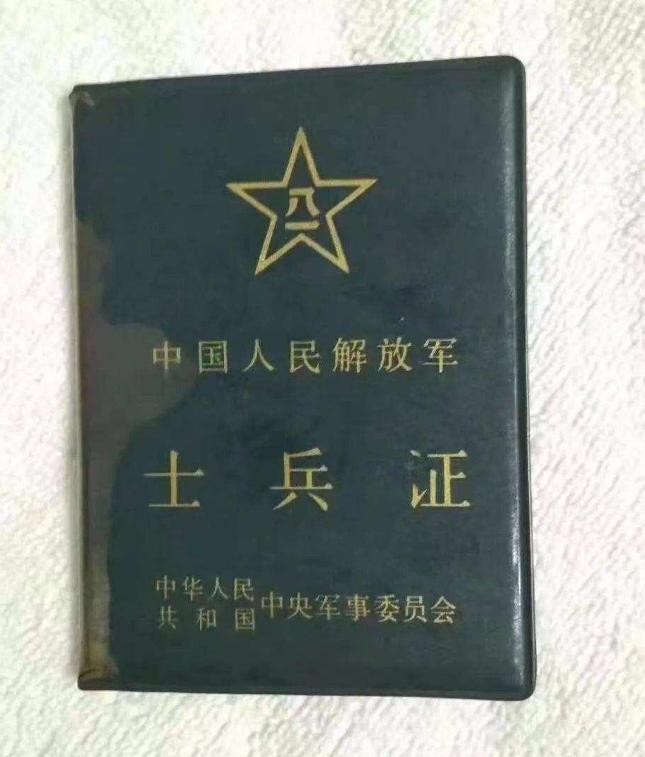 八一
中国人民解放军
士兵证
中华人民
共和国
中央军事委员会